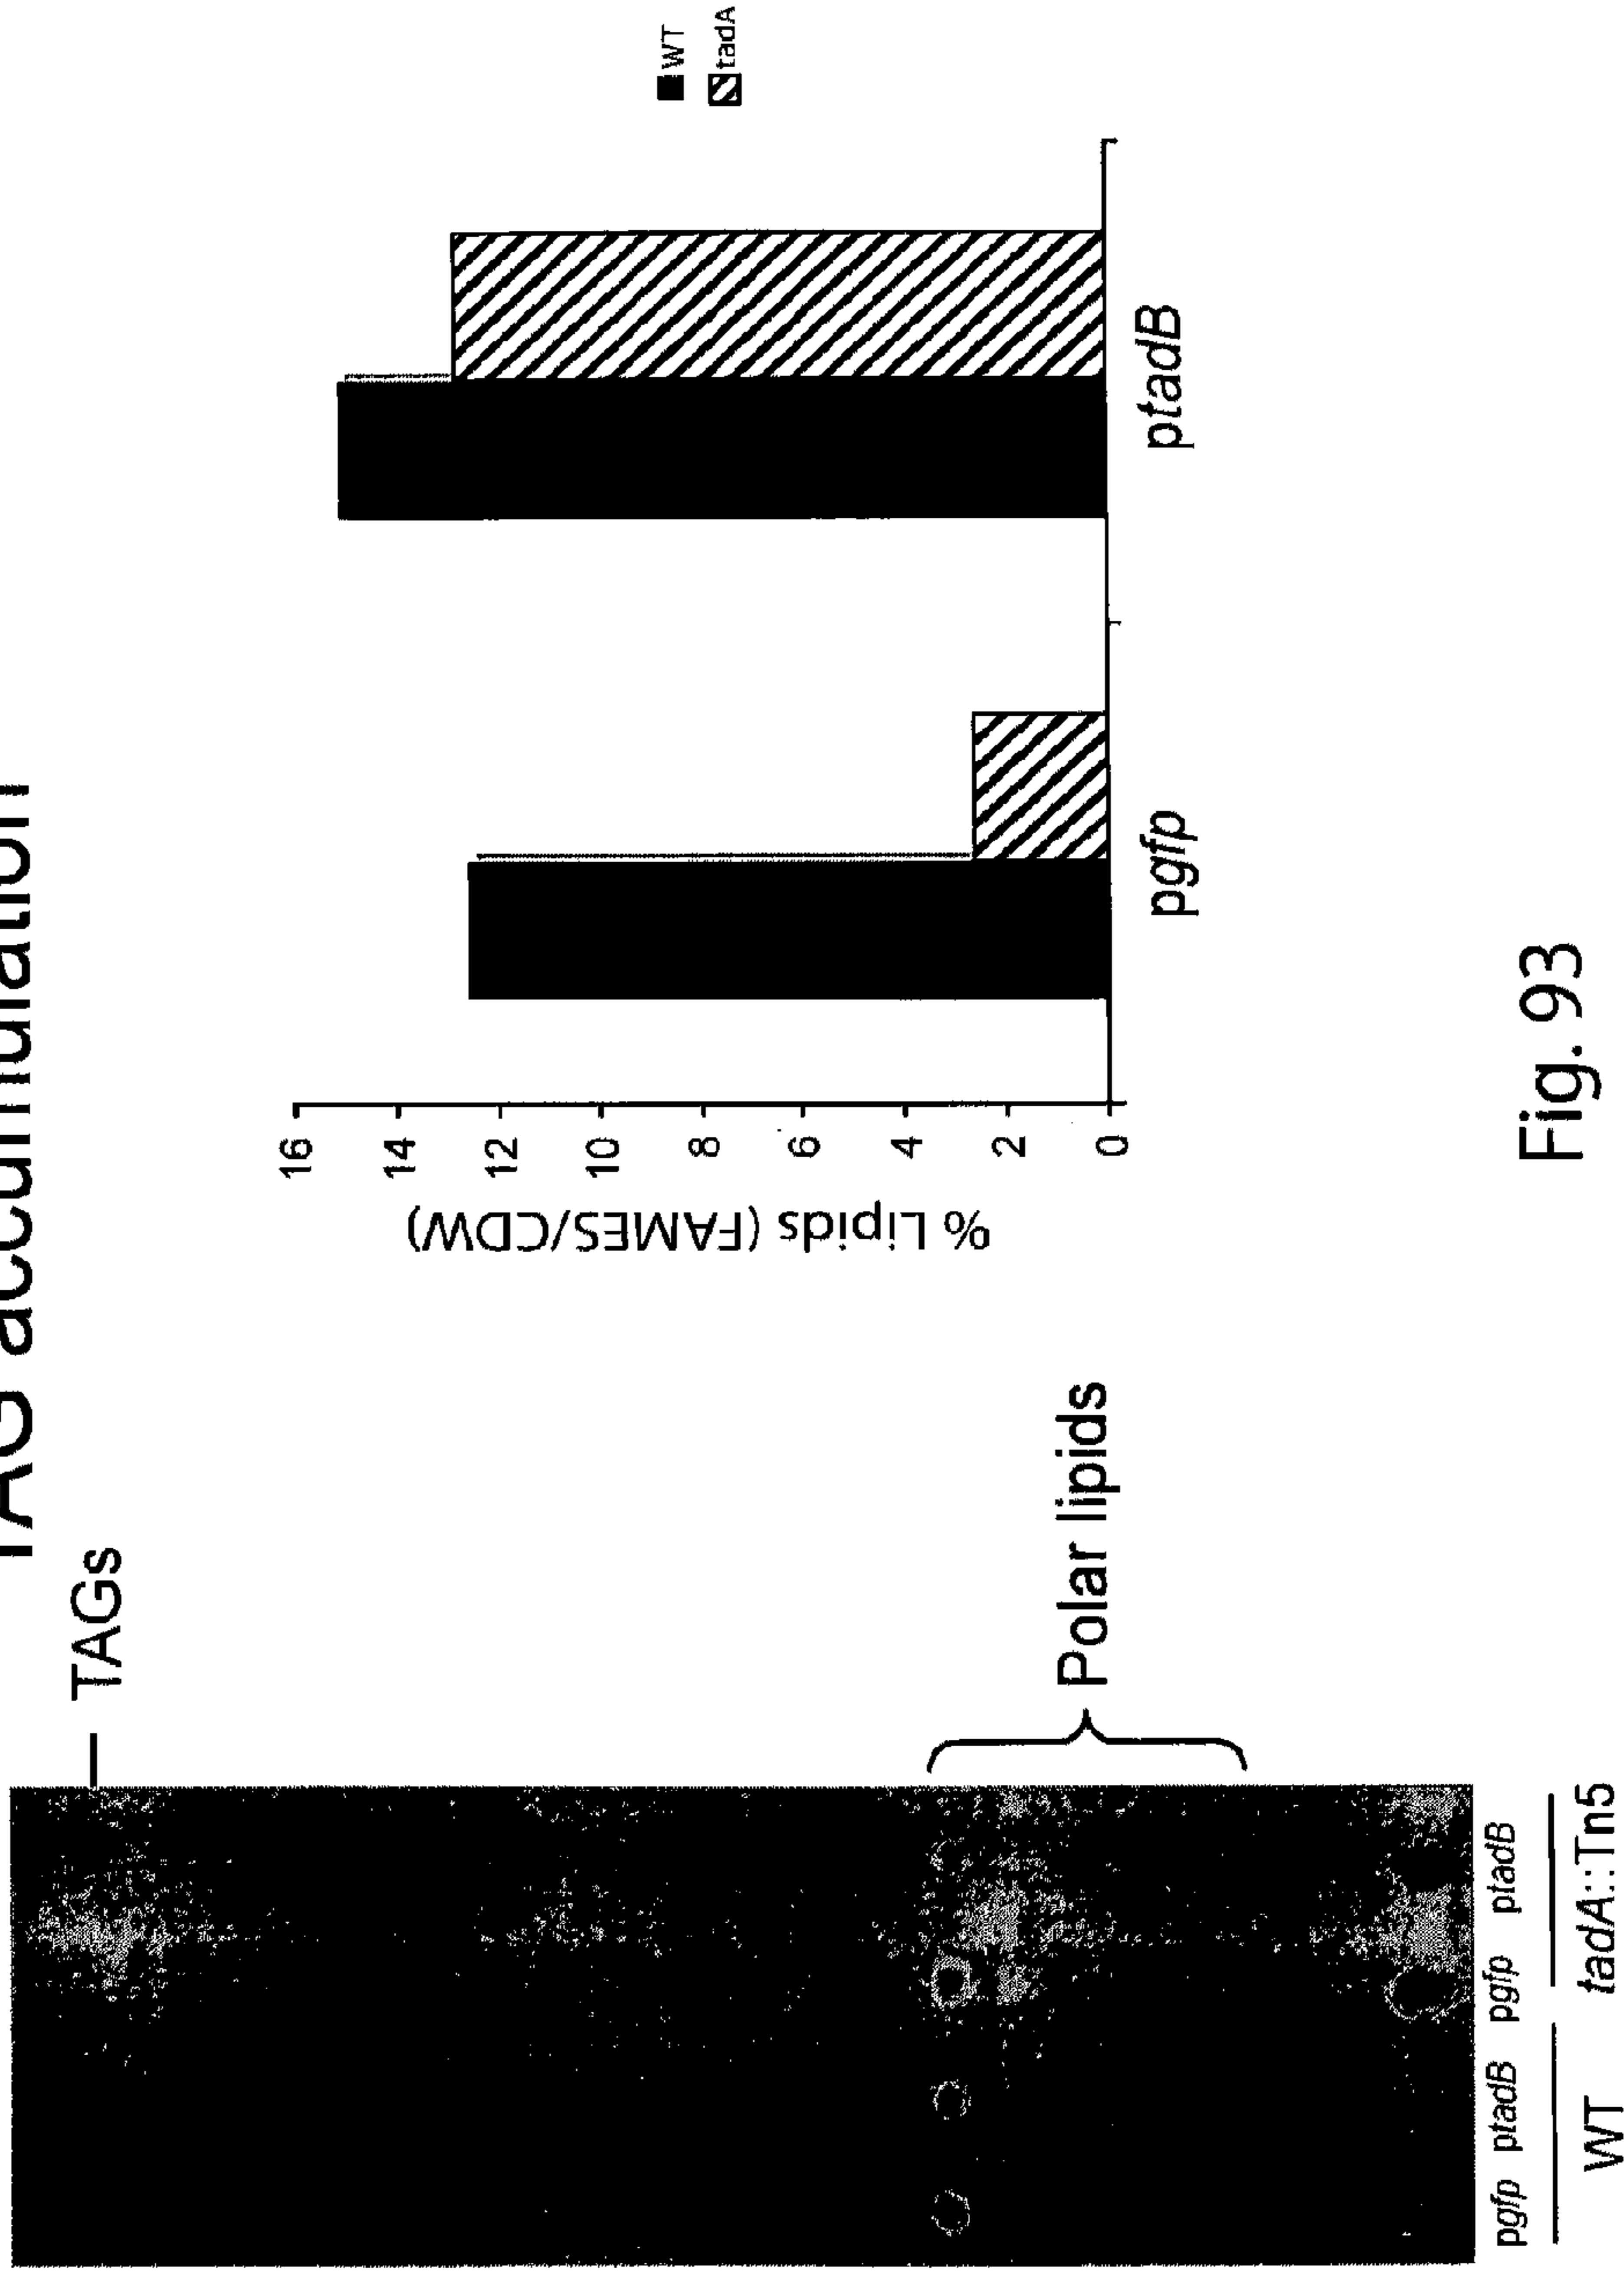 TAG accumulation
TAGs
Polar lipids
pgfp ptadB pgfp ptadB
WT tadA::Tn5
% Lipids (FAMES/CDW)
16
14
12
10
8
6
4
2
0
pgfp ptadB
WT
tadA
Fig. 93